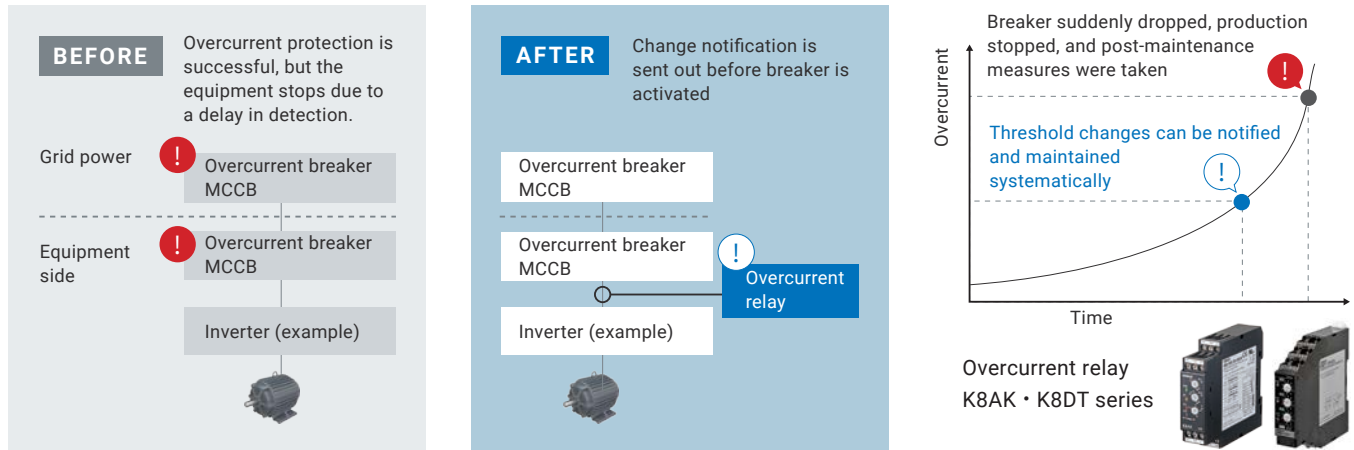 BEFORE
Overcurrent protection is
successful, but the
equipment stops due to
a delay in detection.
Grid power
!
Overcurrent breaker
MCCB
Equipment
side
!
Overcurrent breaker
MCCB
Inverter (example)
AFTER
Change notification is
sent out before breaker is
activated
Overcurrent breaker
MCCB
Overcurrent breaker
MCCB
!
Overcurrent
relay
Inverter (example)
Breaker suddenly dropped, production
stopped, and post-maintenance
measures were taken
!
Overcurrent
Threshold changes can be notified
and maintained
systematically
!
Time
Overcurrent relay
K8AK・K8DT series